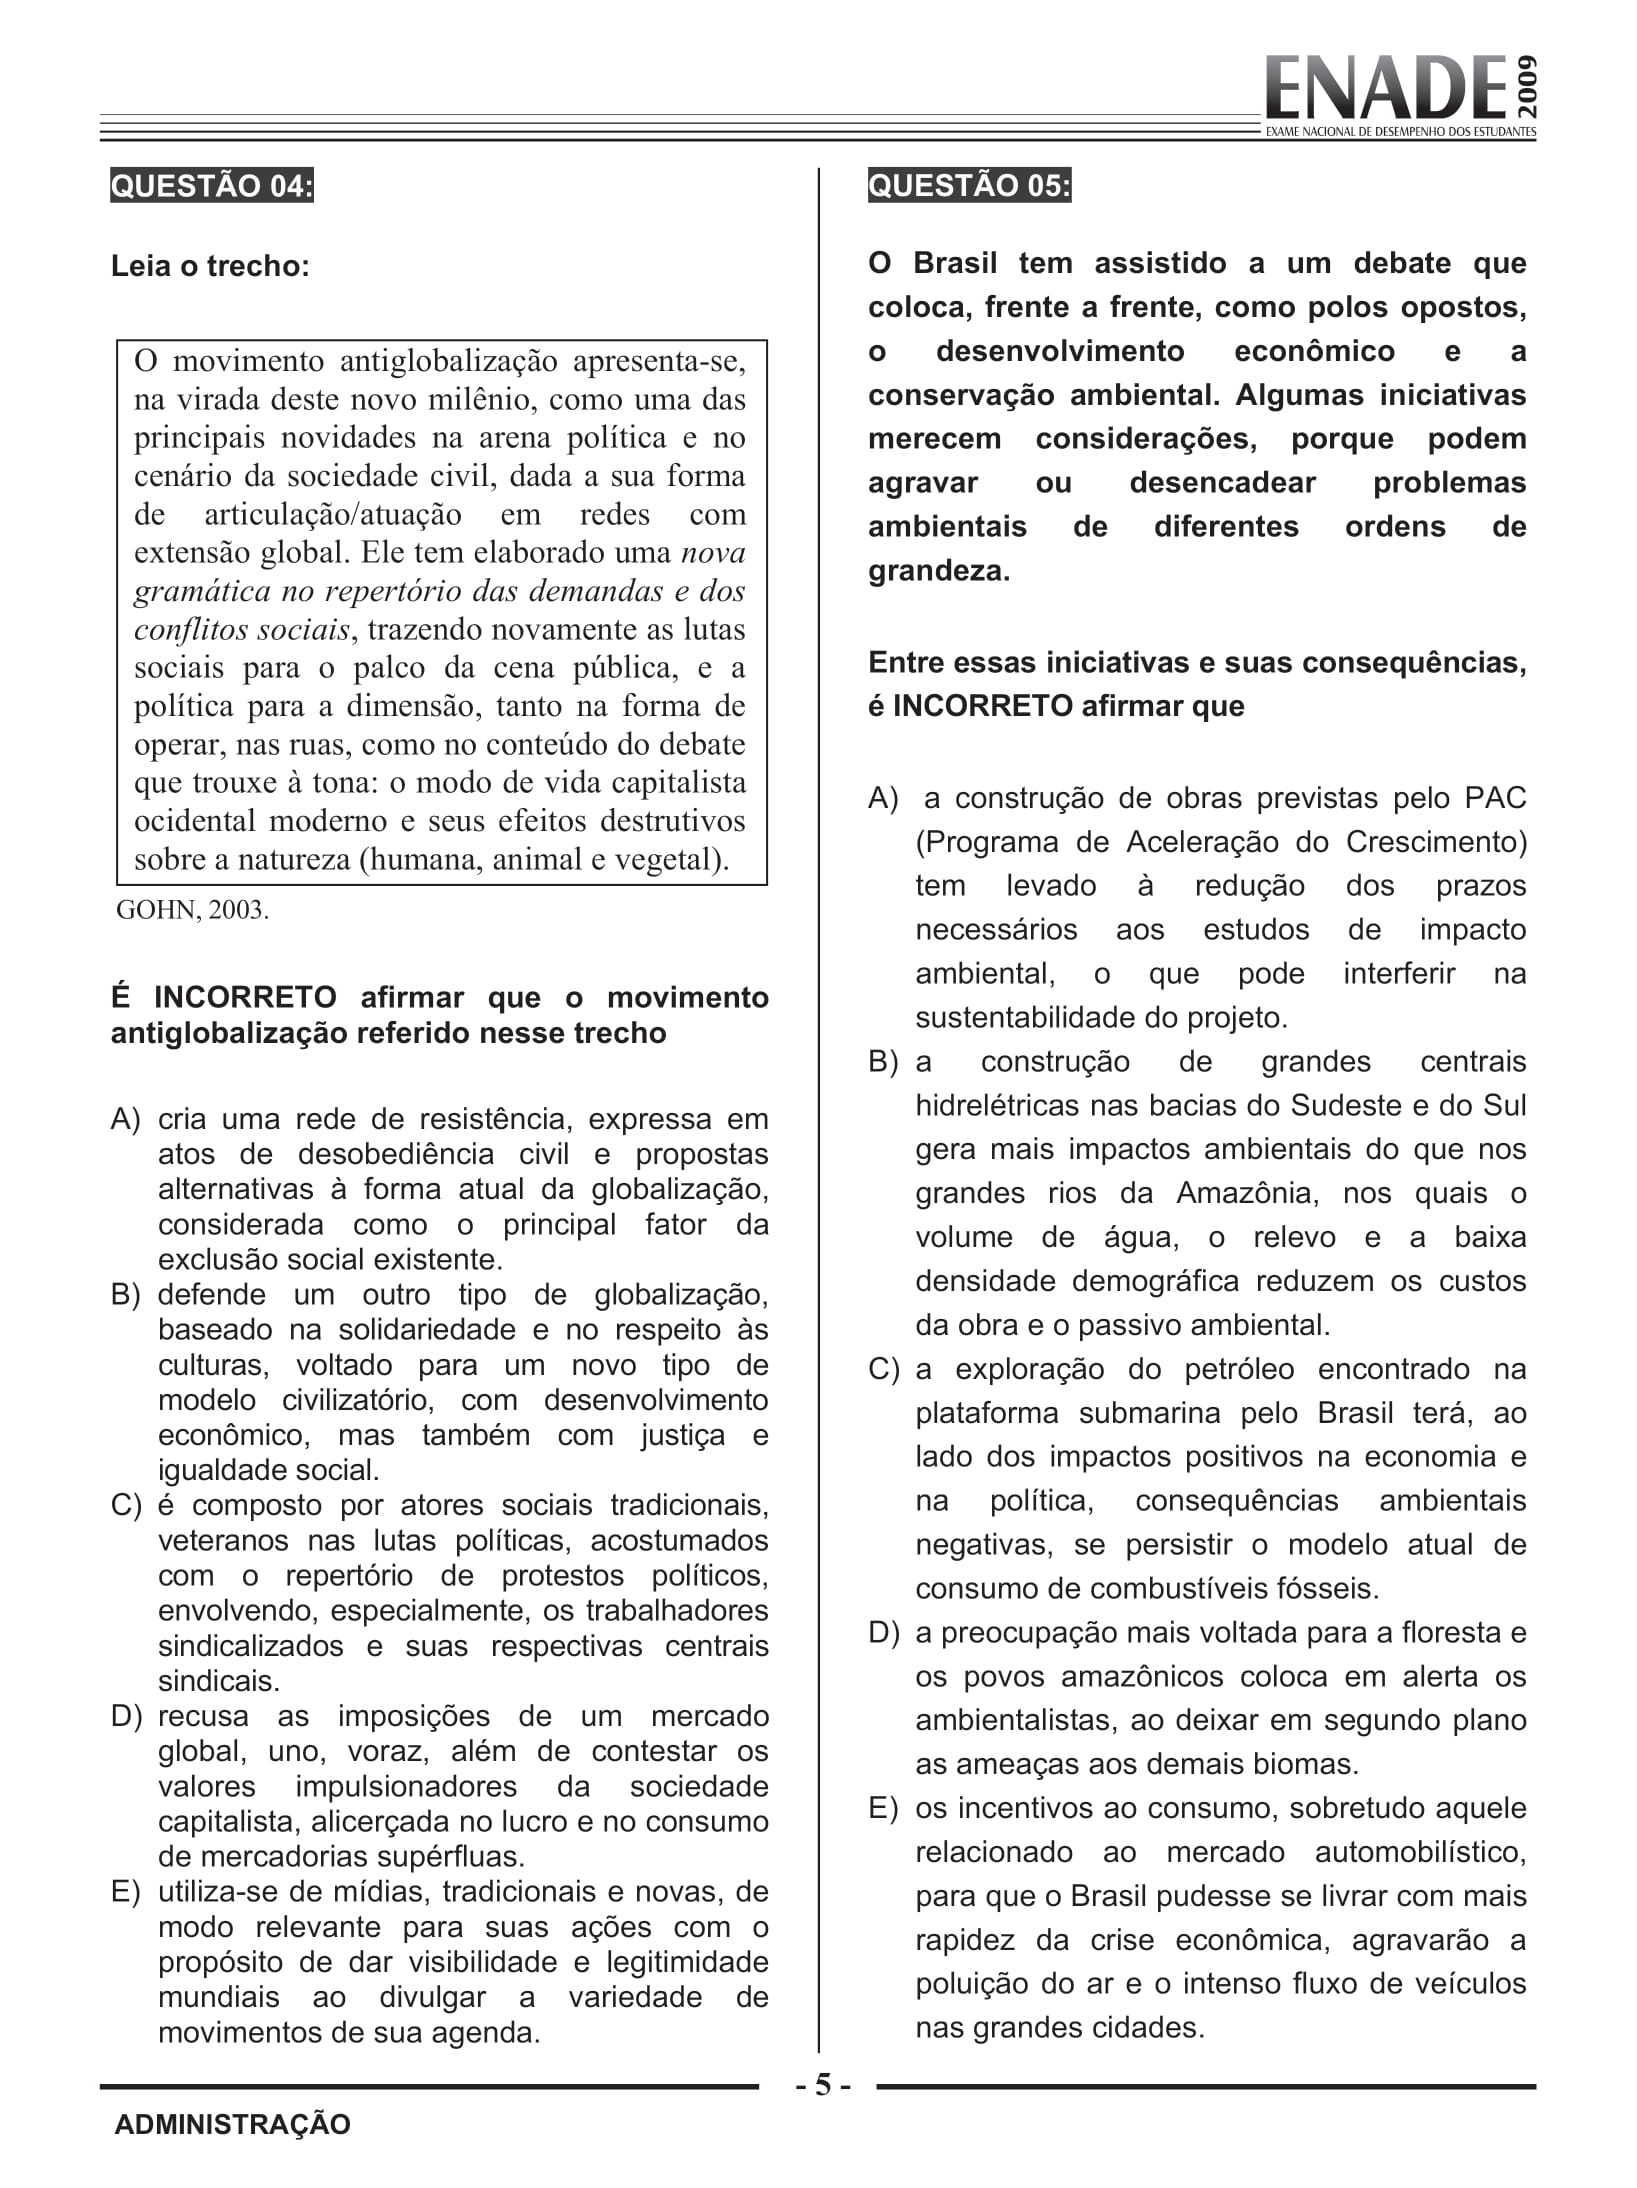 ENADE 2009
EXAME NACIONAL DE DESEMPENHO DOS ESTUDANTES
QUESTÃO 04:
Leia o trecho:
O movimento antiglobalização apresenta-se,
na virada deste novo milênio, como uma das
principais novidades na arena política e no
cenário da sociedade civil, dada a sua forma
de articulação/atuação em redes com
extensão global. Ele tem elaborado uma nova
gramática no repertório das demandas e dos
conflitos sociais, trazendo novamente as lutas
sociais para o palco da cena pública, e a
política para a dimensão, tanto na forma de
operar, nas ruas, como no conteúdo do debate
que trouxe à tona: o modo de vida capitalista
ocidental moderno e seus efeitos destrutivos
sobre a natureza (humana, animal e vegetal).
GOHN, 2003.
É INCORRETO afirmar que o movimento
antiglobalização referido nesse trecho
A) cria uma rede de resistência, expressa em
atos de desobediência civil e propostas
alternativas à forma atual da globalização,
considerada como o principal fator da
exclusão social existente.
B) defende um outro tipo de globalização,
baseado na solidariedade e no respeito às
culturas, voltado para um novo tipo de
modelo civilizatório, com desenvolvimento
econômico, mas também com justiça e
igualdade social.
C) é composto por atores sociais tradicionais,
veteranos nas lutas políticas, acostumados
com o repertório de protestos políticos,
envolvendo, especialmente, os trabalhadores
sindicalizados e suas respectivas centrais
sindicais.
D) recusa as imposições de um mercado
global, uno, voraz, além de contestar os
valores impulsionadores da sociedade
capitalista, alicerçada no lucro e no consumo
de mercadorias supérfluas.
E) utiliza-se de mídias, tradicionais e novas, de
modo relevante para suas ações com o
propósito de dar visibilidade e legitimidade
mundiais ao divulgar a variedade de
movimentos de sua agenda.
QUESTÃO 05:
O Brasil tem assistido a um debate que
coloca, frente a frente, como polos opostos,
o desenvolvimento econômico e a
conservação ambiental. Algumas iniciativas
merecem considerações, porque podem
agravar ou desencadear problemas
ambientais de diferentes ordens de
grandeza.
Entre essas iniciativas e suas consequências,
é INCORRETO afirmar que
A) a construção de obras previstas pelo PAC
(Programa de Aceleração do Crescimento)
tem levado à redução dos prazos
necessários aos estudos de impacto
ambiental, o que pode interferir na
sustentabilidade do projeto.
B) a construção de grandes centrais
hidrelétricas nas bacias do Sudeste e do Sul
gera mais impactos ambientais do que nos
grandes rios da Amazônia, nos quais o
volume de água, o relevo e a baixa
densidade demográfica reduzem os custos
da obra e o passivo ambiental.
C) a exploração do petróleo encontrado na
plataforma submarina pelo Brasil terá, ao
lado dos impactos positivos na economia e
na política, consequências ambientais
negativas, se persistir o modelo atual de
consumo de combustíveis fósseis.
D) a preocupação mais voltada para a floresta e
os povos amazônicos coloca em alerta os
ambientalistas, ao deixar em segundo plano
as ameaças aos demais biomas.
E) os incentivos ao consumo, sobretudo aquele
relacionado ao mercado automobilístico,
para que o Brasil pudesse se livrar com mais
rapidez da crise econômica, agravarão a
poluição do ar e o intenso fluxo de veículos
nas grandes cidades.
- 5 -
ADMINISTRAÇÃO